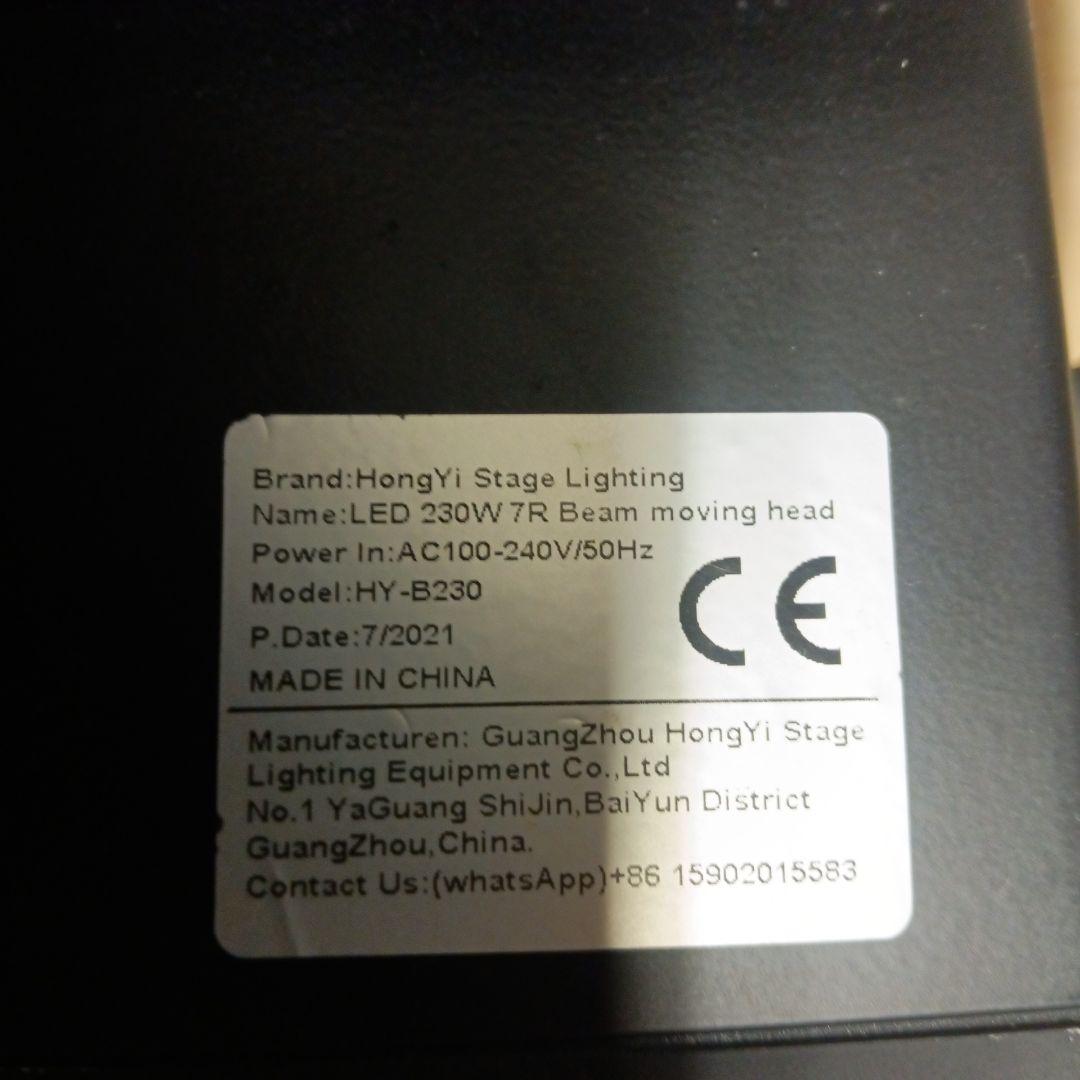 Brand:HongYi Stage Lighting
Name:LED 230W 7R Beam moving head
Power In:AC100-240V/50Hz
Model:HY-B230
P.Date:7/2021
MADE IN CHINA
CE
Manufacturen: GuangZhou HongYi Stage
Lighting Equipment Co.,Ltd
No.1 YaGuang ShiJin,BaiYun District
GuangZhou,China.
Contact Us:(whatsApp)+86 15902015583